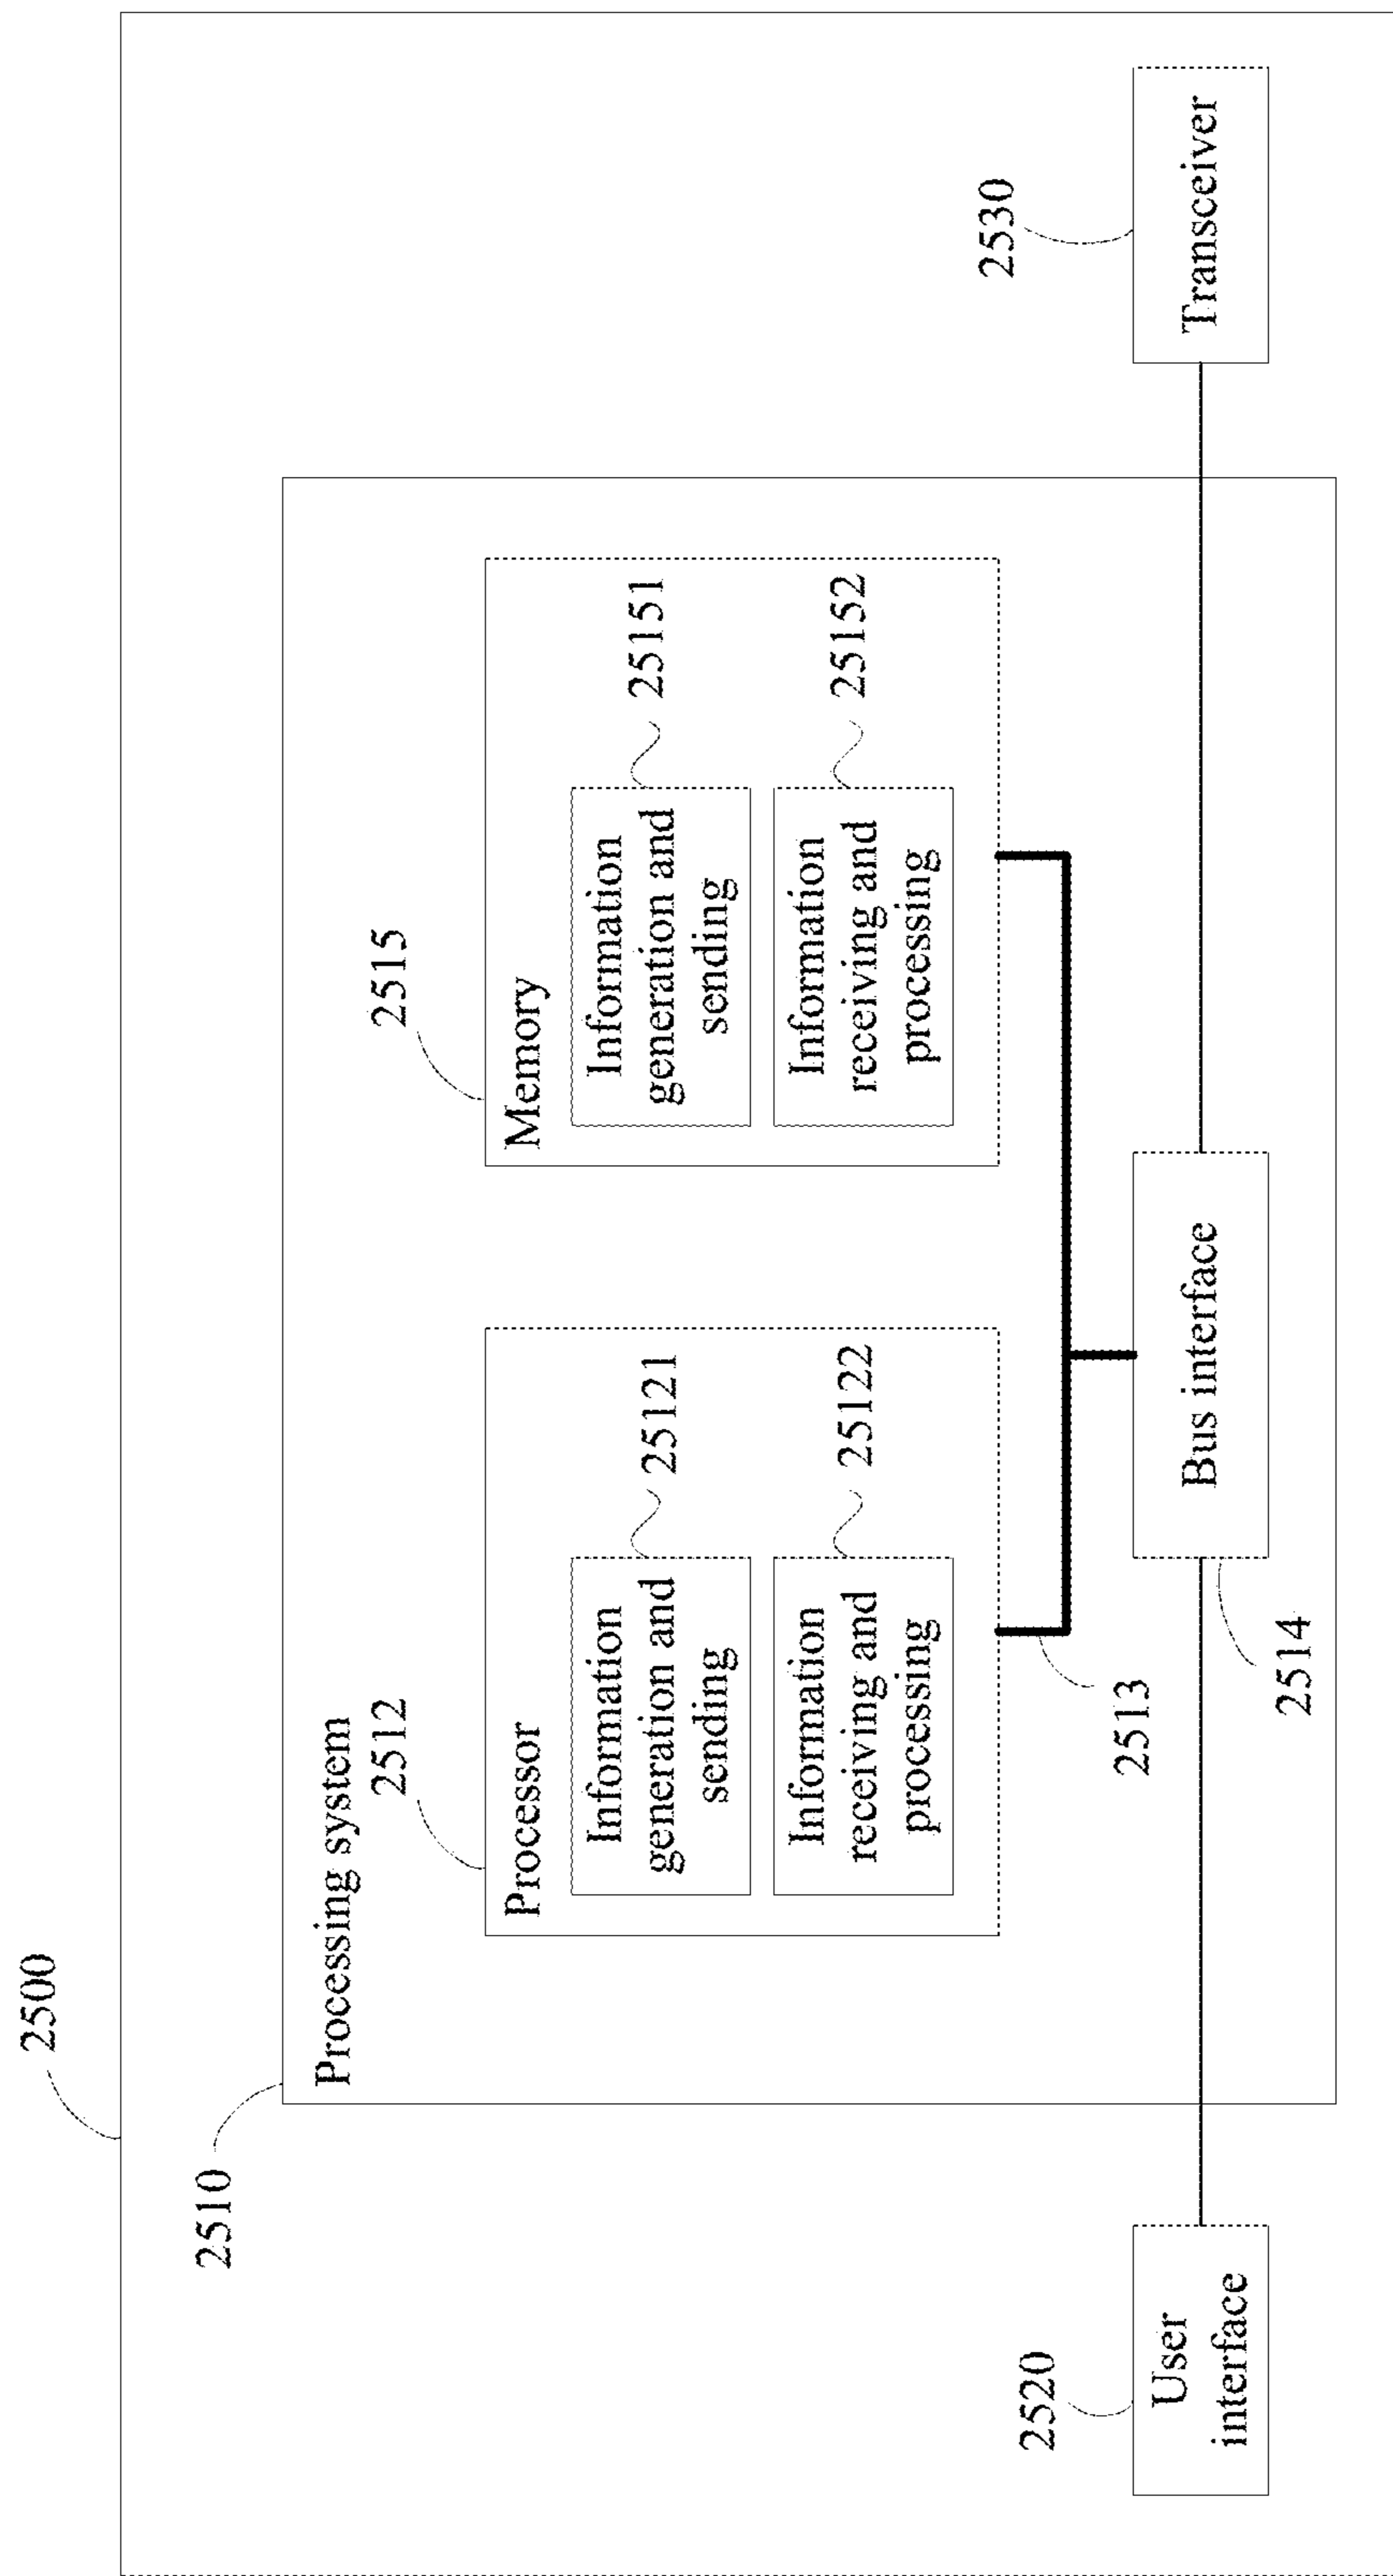 2500
2510
Processing system
2512
Processor
Information
generation and
sending
25121
Information
receiving and
processing
25122
2515
Memory
Information
generation and
sending
25151
Information
receiving and
processing
25152
2513
2520
User
interface
2514
Bus interface
2530
Transceiver